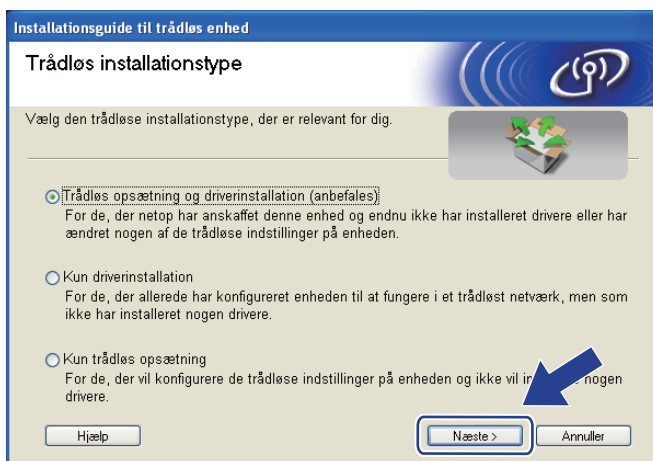 Installationsguide til trådløs enhed
Trådløs installationstype
Vælg den trådløse installationstype, der er relevant for dig.
Trådløs opsætning og driverinstallation (anbefales)
For de, der netop har anskaffet denne enhed og endnu ikke har installeret drivere eller har
ændret nogen af de trådløse indstillinger på enheden.
Kun driverinstallation
For de, der allerede har konfigureret enheden til at fungere i et trådløst netværk, men som
ikke har installeret nogen drivere.
Kun trådløs opsætning
For de, der vil konfigurere de trådløse indstillinger på enheden og ikke vil nogen
drivere.
Hjælp
Næste >
Annuller